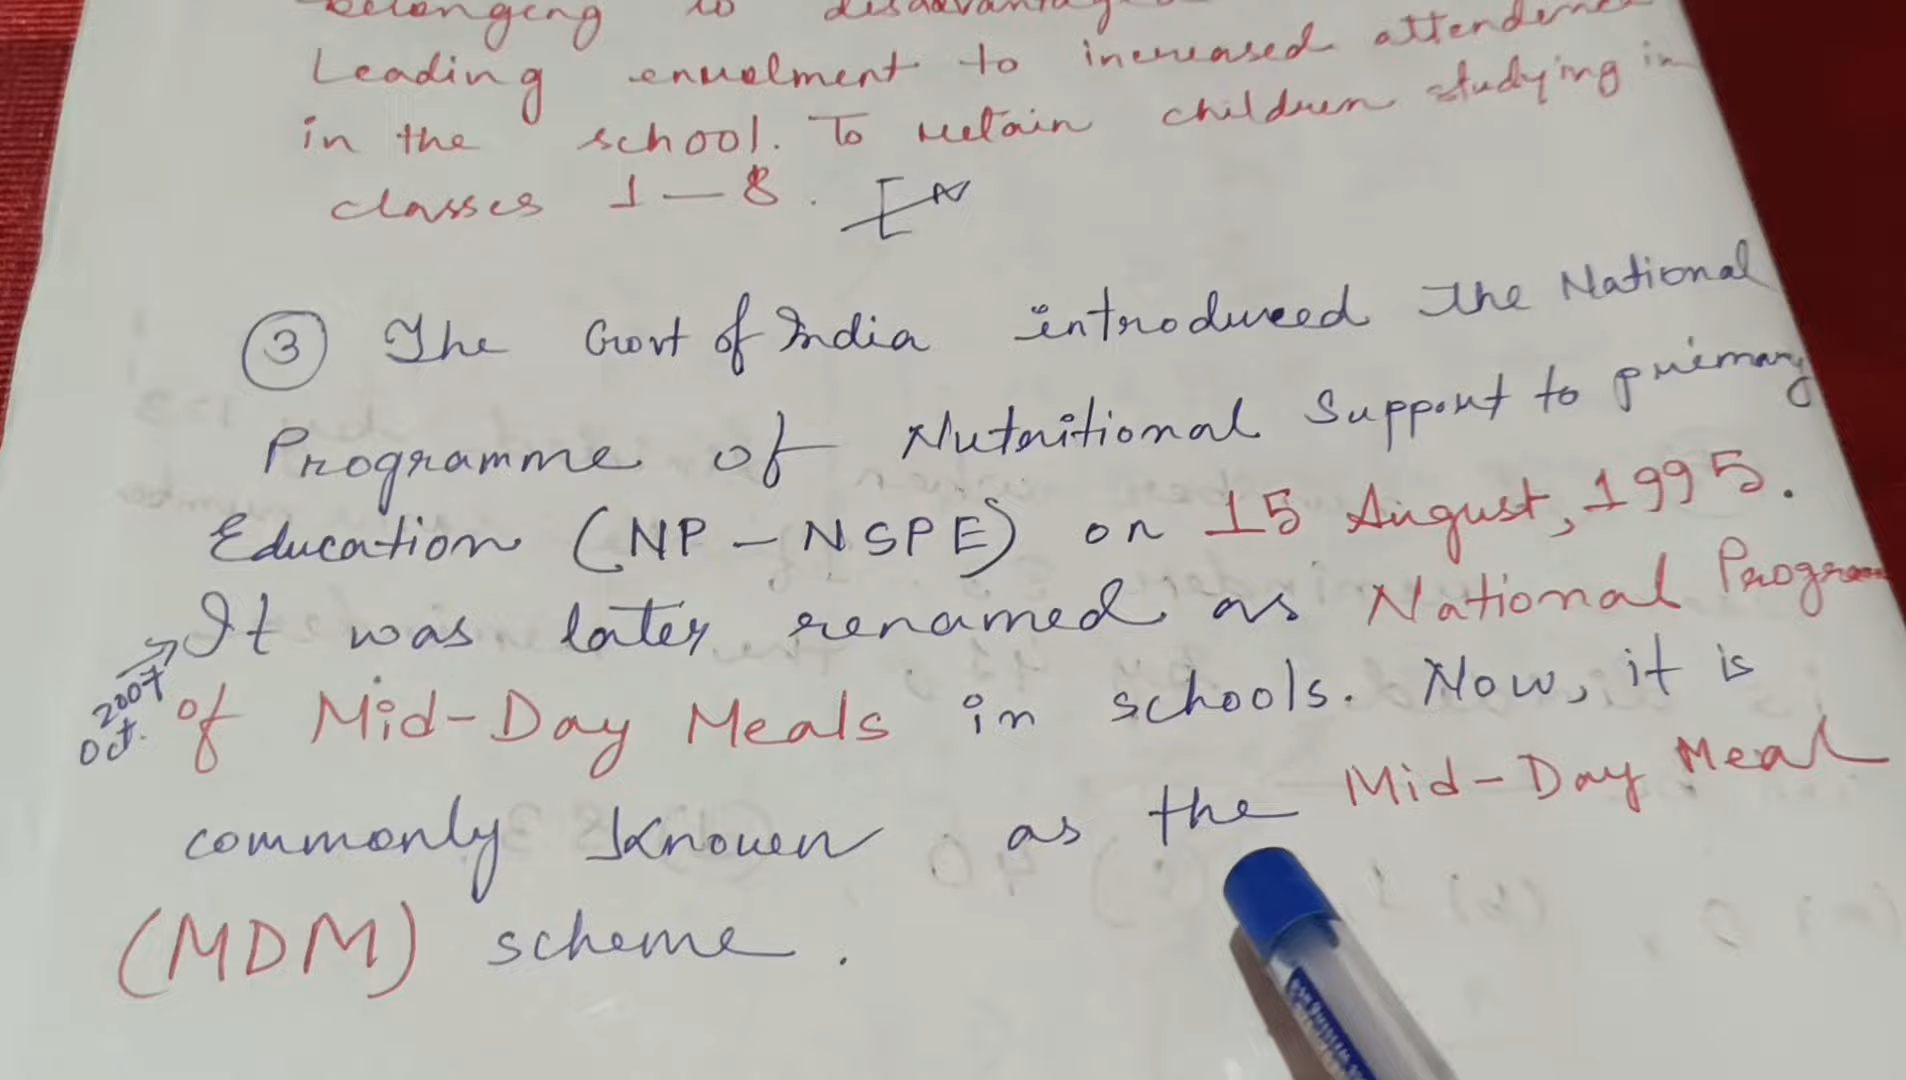 belonging to
Leading enrolment to increased attendence
in the school. To retain children studying in
classes 1 — 8.
③ The Govt of India introduced the National
Programme of Nutritional Support to primary
Education (NP - NSPE) on 15 August, 1995.
→ It was later renamed as National Program
2007
Oct.
of Mid-Day Meals in schools. Now, it is
commonly known as the Mid-Day Meal
(MDM) scheme.